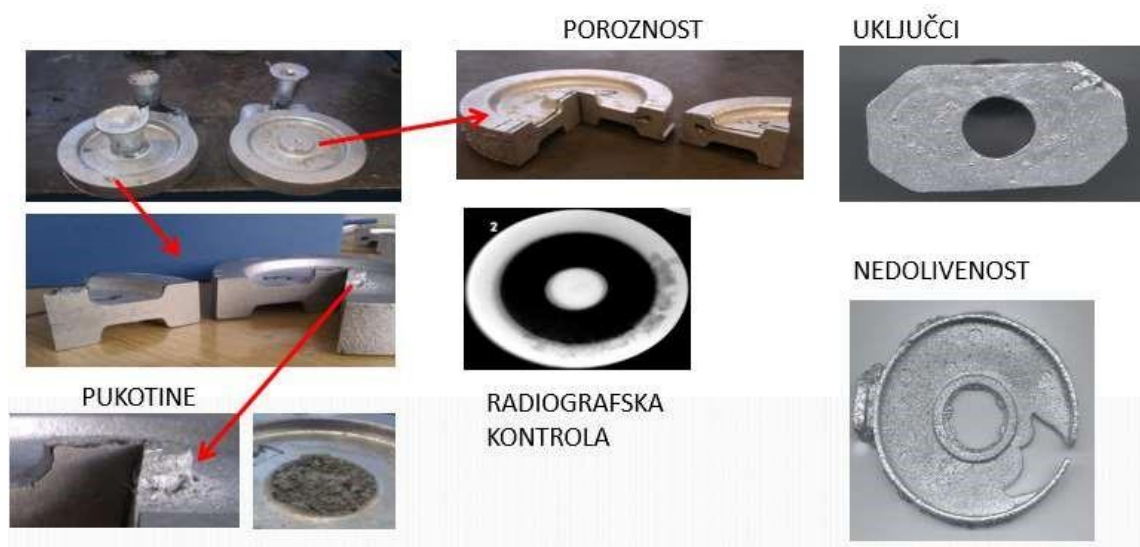 POROZNOST
UKLJUČCI
2
NEDOLIVENOST
PUKOTINE
RADIOGRAFSKA
KONTROLA